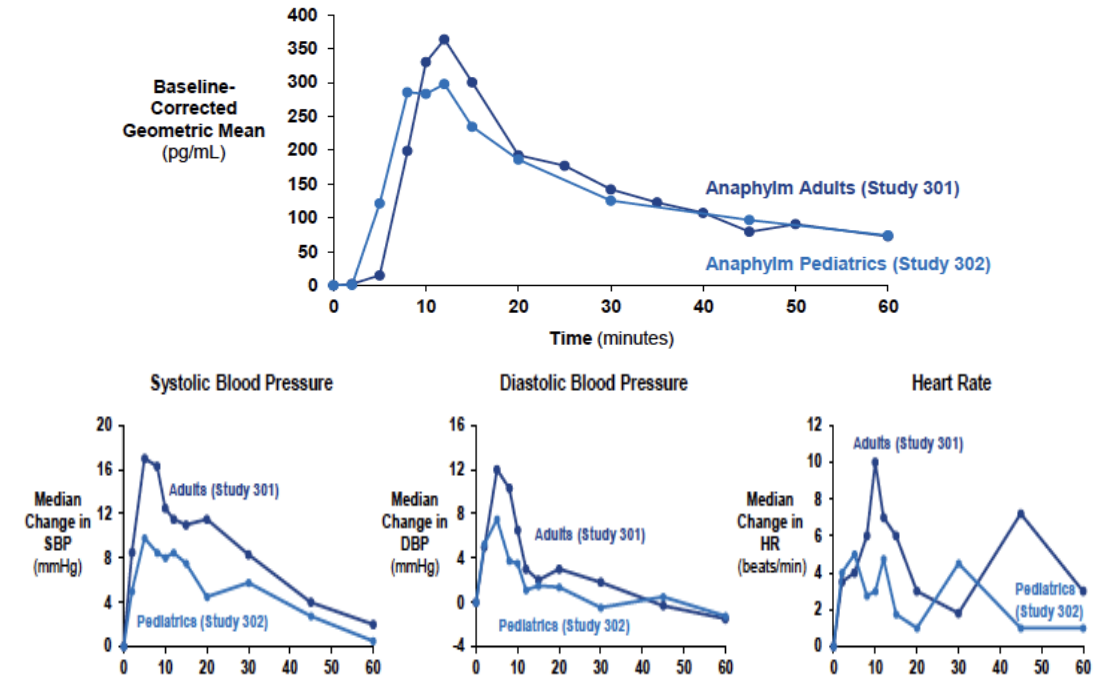 400
350
300
250
200
150
100
50
0
Baseline-
Corrected
Geometric Mean
(pg/mL)
Anaphylm Adults (Study 301)
Anaphylm Pediatrics (Study 302)
0 10 20 30 40 50 60
Time (minutes)
Systolic Blood Pressure
20
16
12
8
4
0
Median
Change in
SBP
(mmHg)
Adults (Study 301)
Pediatrics (Study 302)
0 10 20 30 40 50 60
Diastolic Blood Pressure
16
12
8
4
0
-4
Median
Change in
DBP
(mmHg)
Adults (Study 301)
Pediatrics (Study 302)
0 10 20 30 40 50 60
Heart Rate
12
10
8
6
4
2
0
Median
Change in
HR
(beats/min)
Adults (Study 301)
Pediatrics
(Study 302)
0 10 20 30 40 50 60